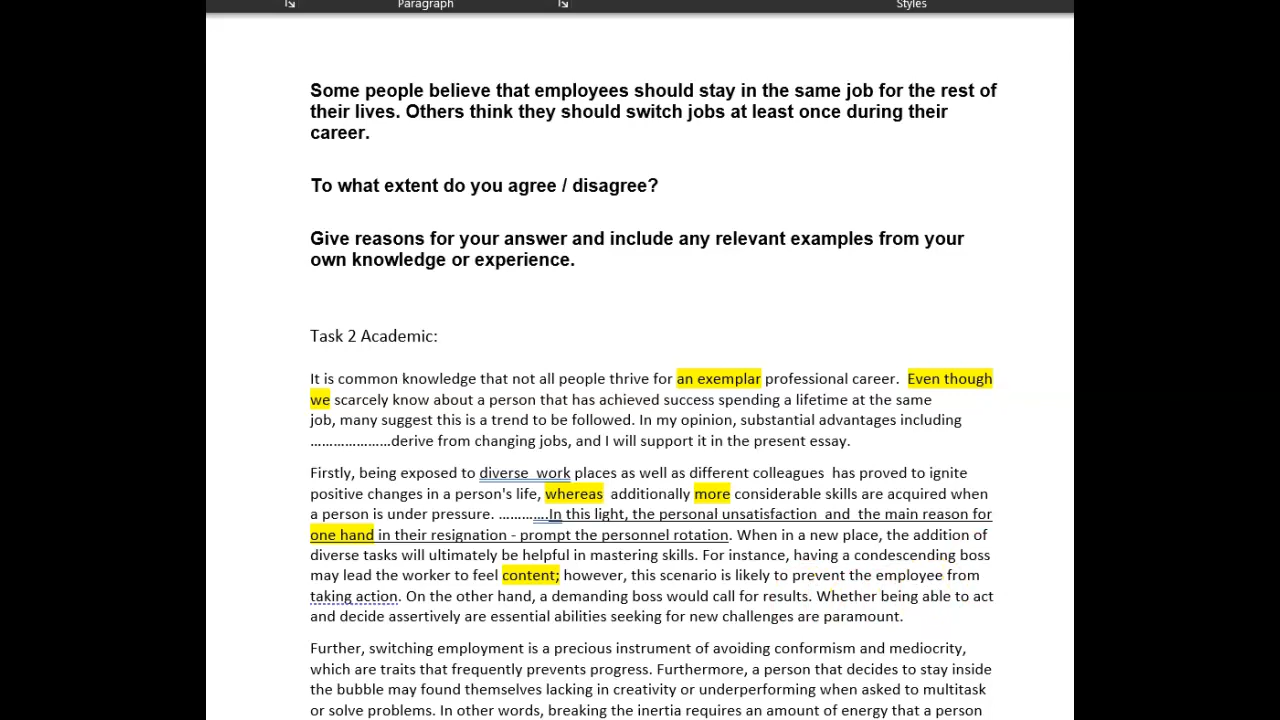 Paragraph Styles
Some people believe that employees should stay in the same job for the rest of
their lives. Others think they should switch jobs at least once during their
career.
To what extent do you agree / disagree?
Give reasons for your answer and include any relevant examples from your
own knowledge or experience.
Task 2 Academic:
It is common knowledge that not all people thrive for an exemplar professional career.  Even though
we scarcely know about a person that has achieved success spending a lifetime at the same
job, many suggest this is a trend to be followed. In my opinion, substantial advantages including
…………………derive from changing jobs, and I will support it in the present essay.
Firstly, being exposed to diverse  work places as well as different colleagues  has proved to ignite
positive changes in a person's life, whereas  additionally more considerable skills are acquired when
a person is under pressure. ………….In this light, the personal unsatisfaction  and  the main reason for
one hand in their resignation - prompt the personnel rotation. When in a new place, the addition of
diverse tasks will ultimately be helpful in mastering skills. For instance, having a condescending boss
may lead the worker to feel content; however, this scenario is likely to prevent the employee from
taking action. On the other hand, a demanding boss would call for results. Whether being able to act
and decide assertively are essential abilities seeking for new challenges are paramount.
Further, switching employment is a precious instrument of avoiding conformism and mediocrity,
which are traits that frequently prevents progress. Furthermore, a person that decides to stay inside
the bubble may found themselves lacking in creativity or underperforming when asked to multitask
or solve problems. In other words, breaking the inertia requires an amount of energy that a person